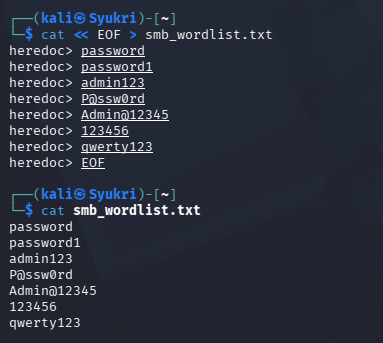 ┌──(kali㉿Syukri)-[~]
└─$ cat << EOF > smb_wordlist.txt
heredoc> password
heredoc> password1
heredoc> admin123
heredoc> P@ssw0rd
heredoc> Admin@12345
heredoc> 123456
heredoc> qwerty123
heredoc> EOF
┌──(kali㉿Syukri)-[~]
└─$ cat smb_wordlist.txt
password
password1
admin123
P@ssw0rd
Admin@12345
123456
qwerty123